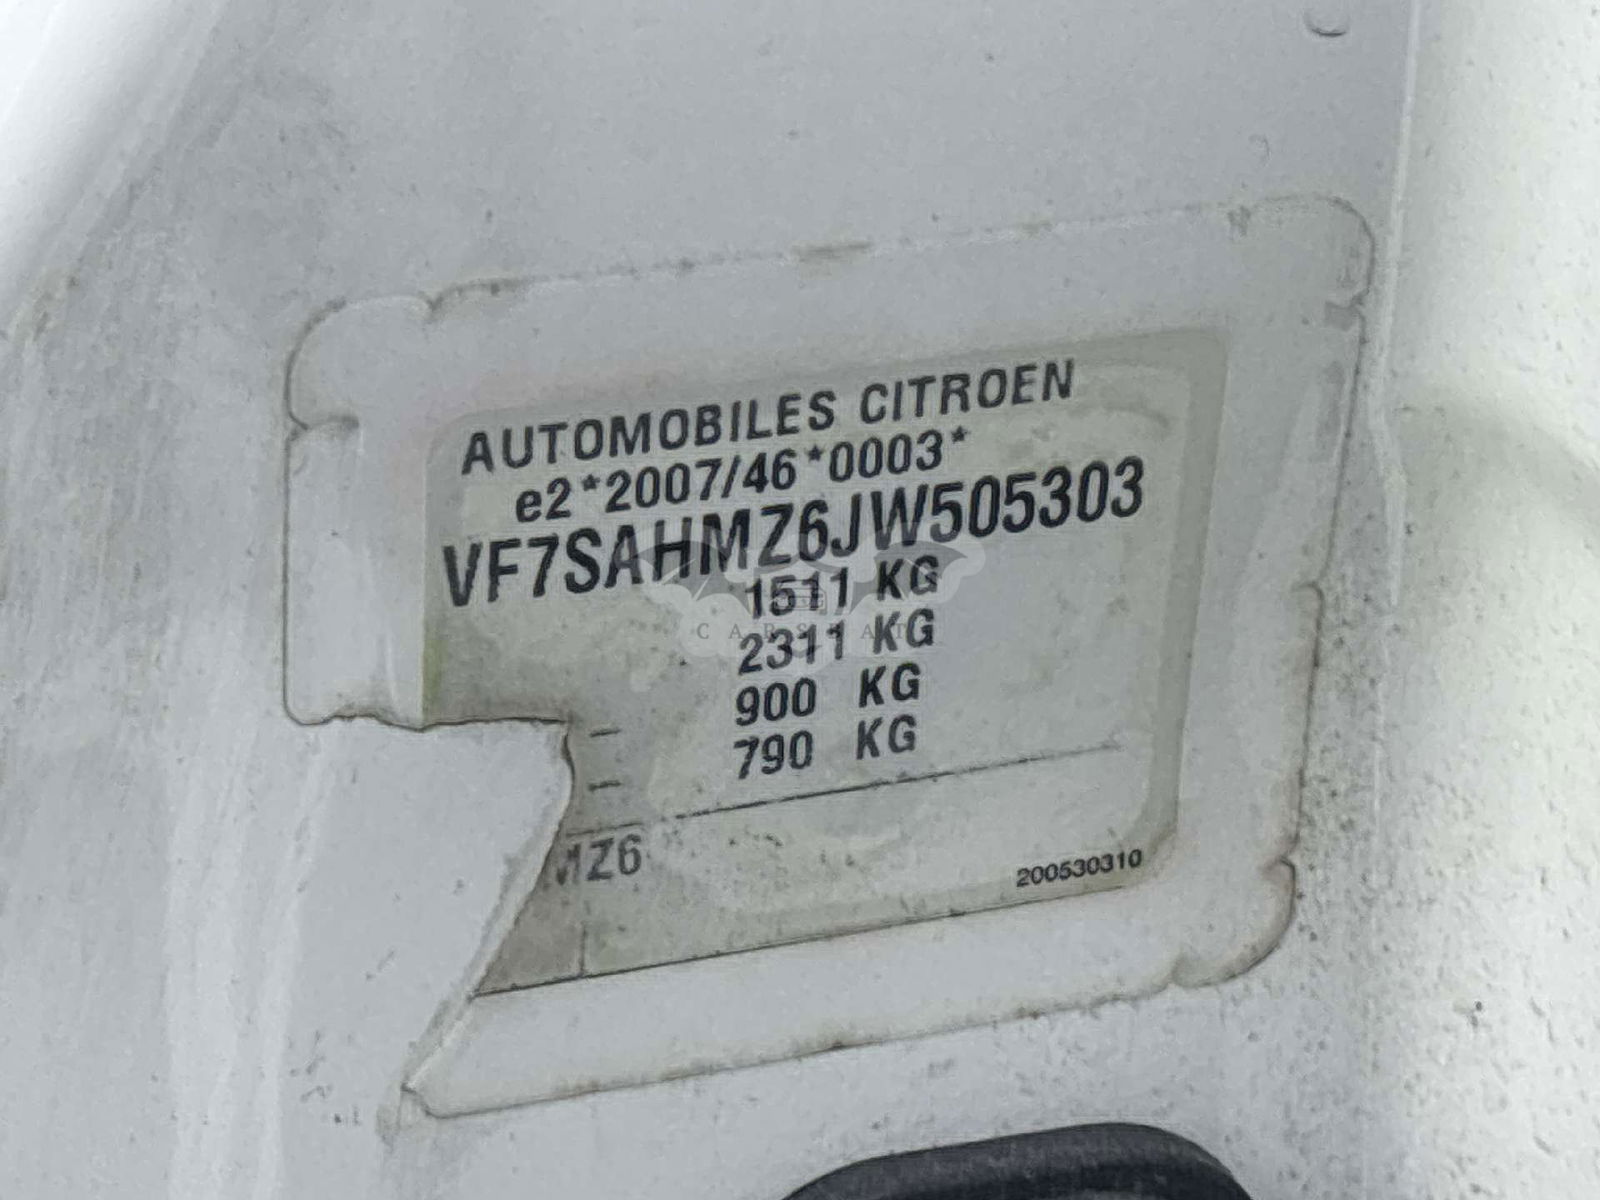 AUTOMOBILES CITROEN
e2*2007/46*0003*
VF7SAHMZ6JW505303
1511 KG
2311 KG
– 900 KG
– 790 KG
MZ6
200530310